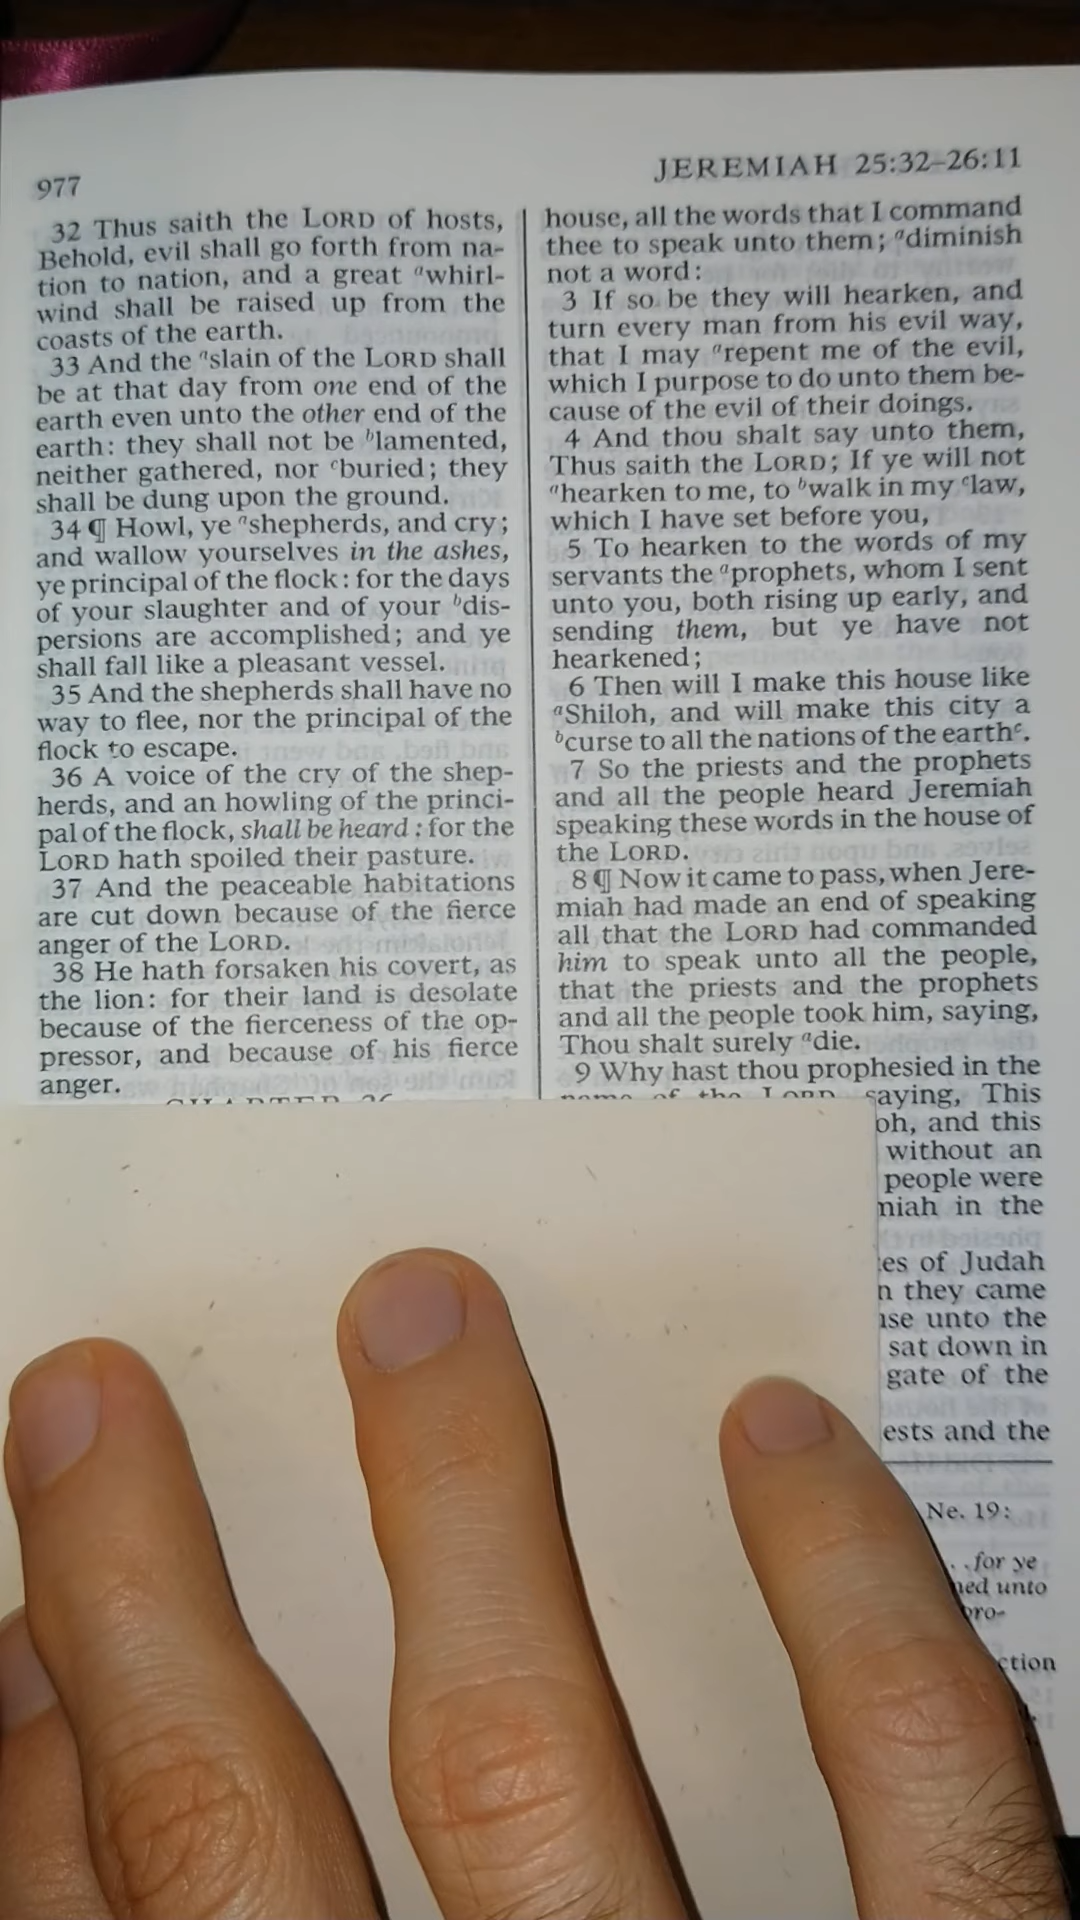 977
JEREMIAH 25:32–26:11
32 Thus saith the LORD of hosts,
Behold, evil shall go forth from na-
tion to nation, and a great ᵃwhirl-
wind shall be raised up from the
coasts of the earth.
33 And the ᵃslain of the LORD shall
be at that day from one end of the
earth even unto the other end of the
earth: they shall not be ᵇlamented,
neither gathered, nor ᶜburied; they
shall be dung upon the ground.
34 ¶ Howl, ye ᵃshepherds, and cry;
and wallow yourselves in the ashes,
ye principal of the flock: for the days
of your slaughter and of your ᵇdis-
persions are accomplished; and ye
shall fall like a pleasant vessel.
35 And the shepherds shall have no
way to flee, nor the principal of the
flock to escape.
36 A voice of the cry of the shep-
herds, and an howling of the princi-
pal of the flock, shall be heard: for the
LORD hath spoiled their pasture.
37 And the peaceable habitations
are cut down because of the fierce
anger of the LORD.
38 He hath forsaken his covert, as
the lion: for their land is desolate
because of the fierceness of the op-
pressor, and because of his fierce
anger.
CHAPTER 26
house, all the words that I command
thee to speak unto them; ᵃdiminish
not a word:
3 If so be they will hearken, and
turn every man from his evil way,
that I may ᵃrepent me of the evil,
which I purpose to do unto them be-
cause of the evil of their doings.
4 And thou shalt say unto them,
Thus saith the LORD; If ye will not
ᵃhearken to me, to ᵇwalk in my ᶜlaw,
which I have set before you,
5 To hearken to the words of my
servants the ᵃprophets, whom I sent
unto you, both rising up early, and
sending them, but ye have not
hearkened;
6 Then will I make this house like
ᵃShiloh, and will make this city a
ᵇcurse to all the nations of the earthᶜ.
7 So the priests and the prophets
and all the people heard Jeremiah
speaking these words in the house of
the LORD.
8 ¶ Now it came to pass, when Jere-
miah had made an end of speaking
all that the LORD had commanded
him to speak unto all the people,
that the priests and the prophets
and all the people took him, saying,
Thou shalt surely ᵃdie.
9 Why hast thou prophesied in the
name of the LORD, saying, This
oh, and this
without an
people were
miah in the
es of Judah
n they came
use unto the
sat down in
gate of the
ests and the
Ne. 19:
. . for ye
ned unto
pro-
ction